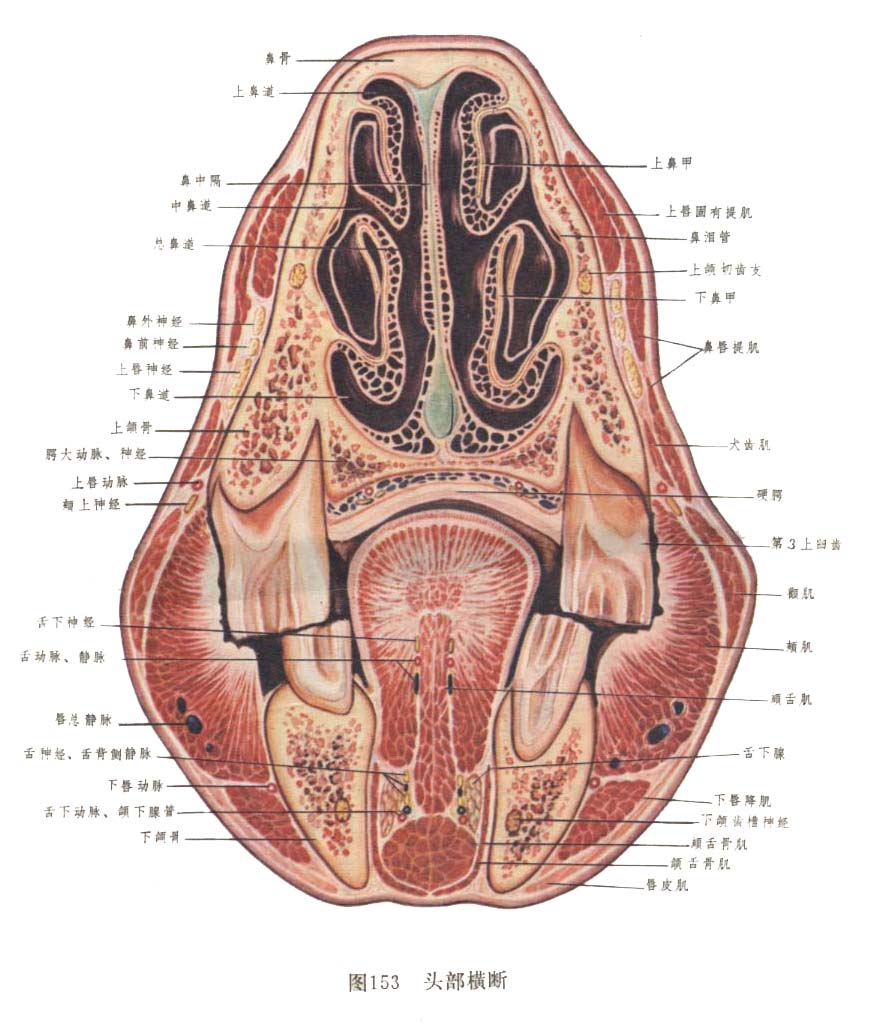 鼻骨
上鼻道
鼻中隔
中鼻道
总鼻道
鼻外神经
鼻前神经
上唇神经
下鼻道
上颌骨
腭大动脉、神经
上唇动脉
颊上神经
舌下神经
舌动脉、静脉
唇总静脉
舌神经、舌背侧静脉
下唇动脉
舌下动脉、颌下腺管
下颌骨
上鼻甲
上唇固有提肌
鼻泪管
上颌切齿支
下鼻甲
鼻唇提肌
犬齿肌
硬腭
第3上臼齿
颧肌
颊肌
颏舌肌
舌下腺
下唇降肌
下颌齿槽神经
颏舌骨肌
颌舌骨肌
唇皮肌
图153 头部横断